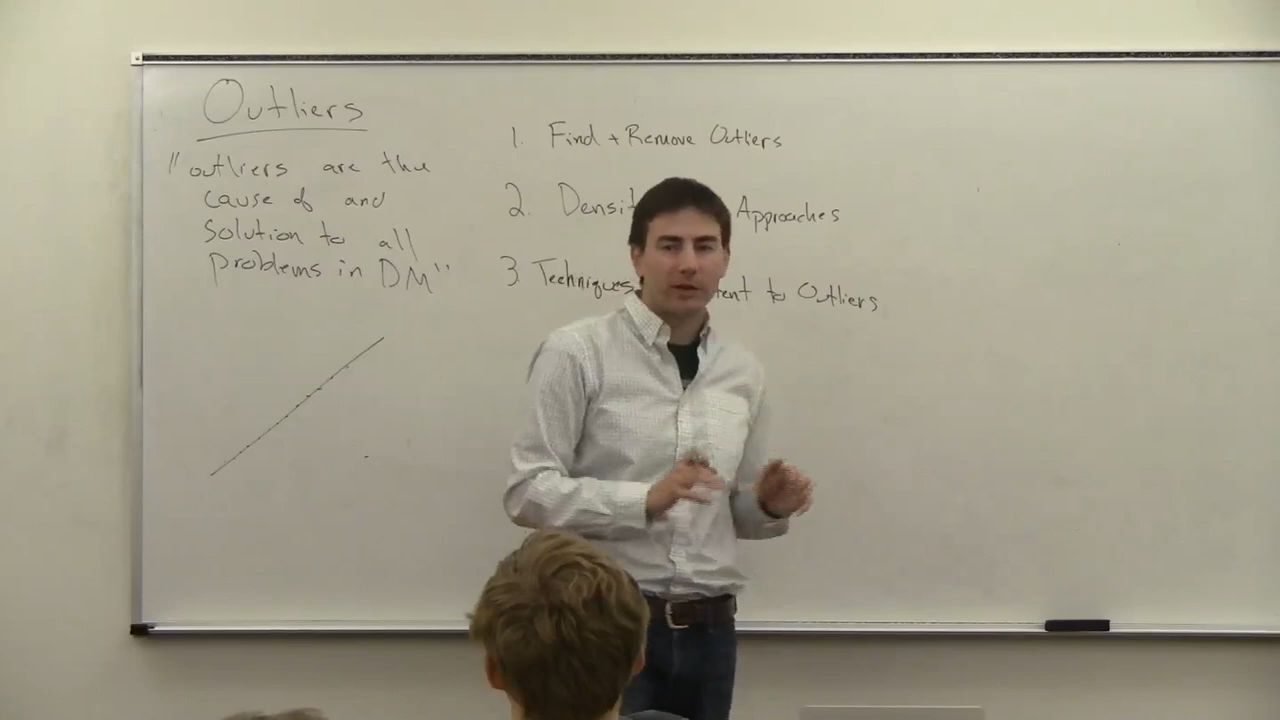 Outliers
"outliers are the
cause of and
solution to all
problems in DM"
1. Find + Remove Outliers
2. Densit Approaches
3 Techniques to Outliers